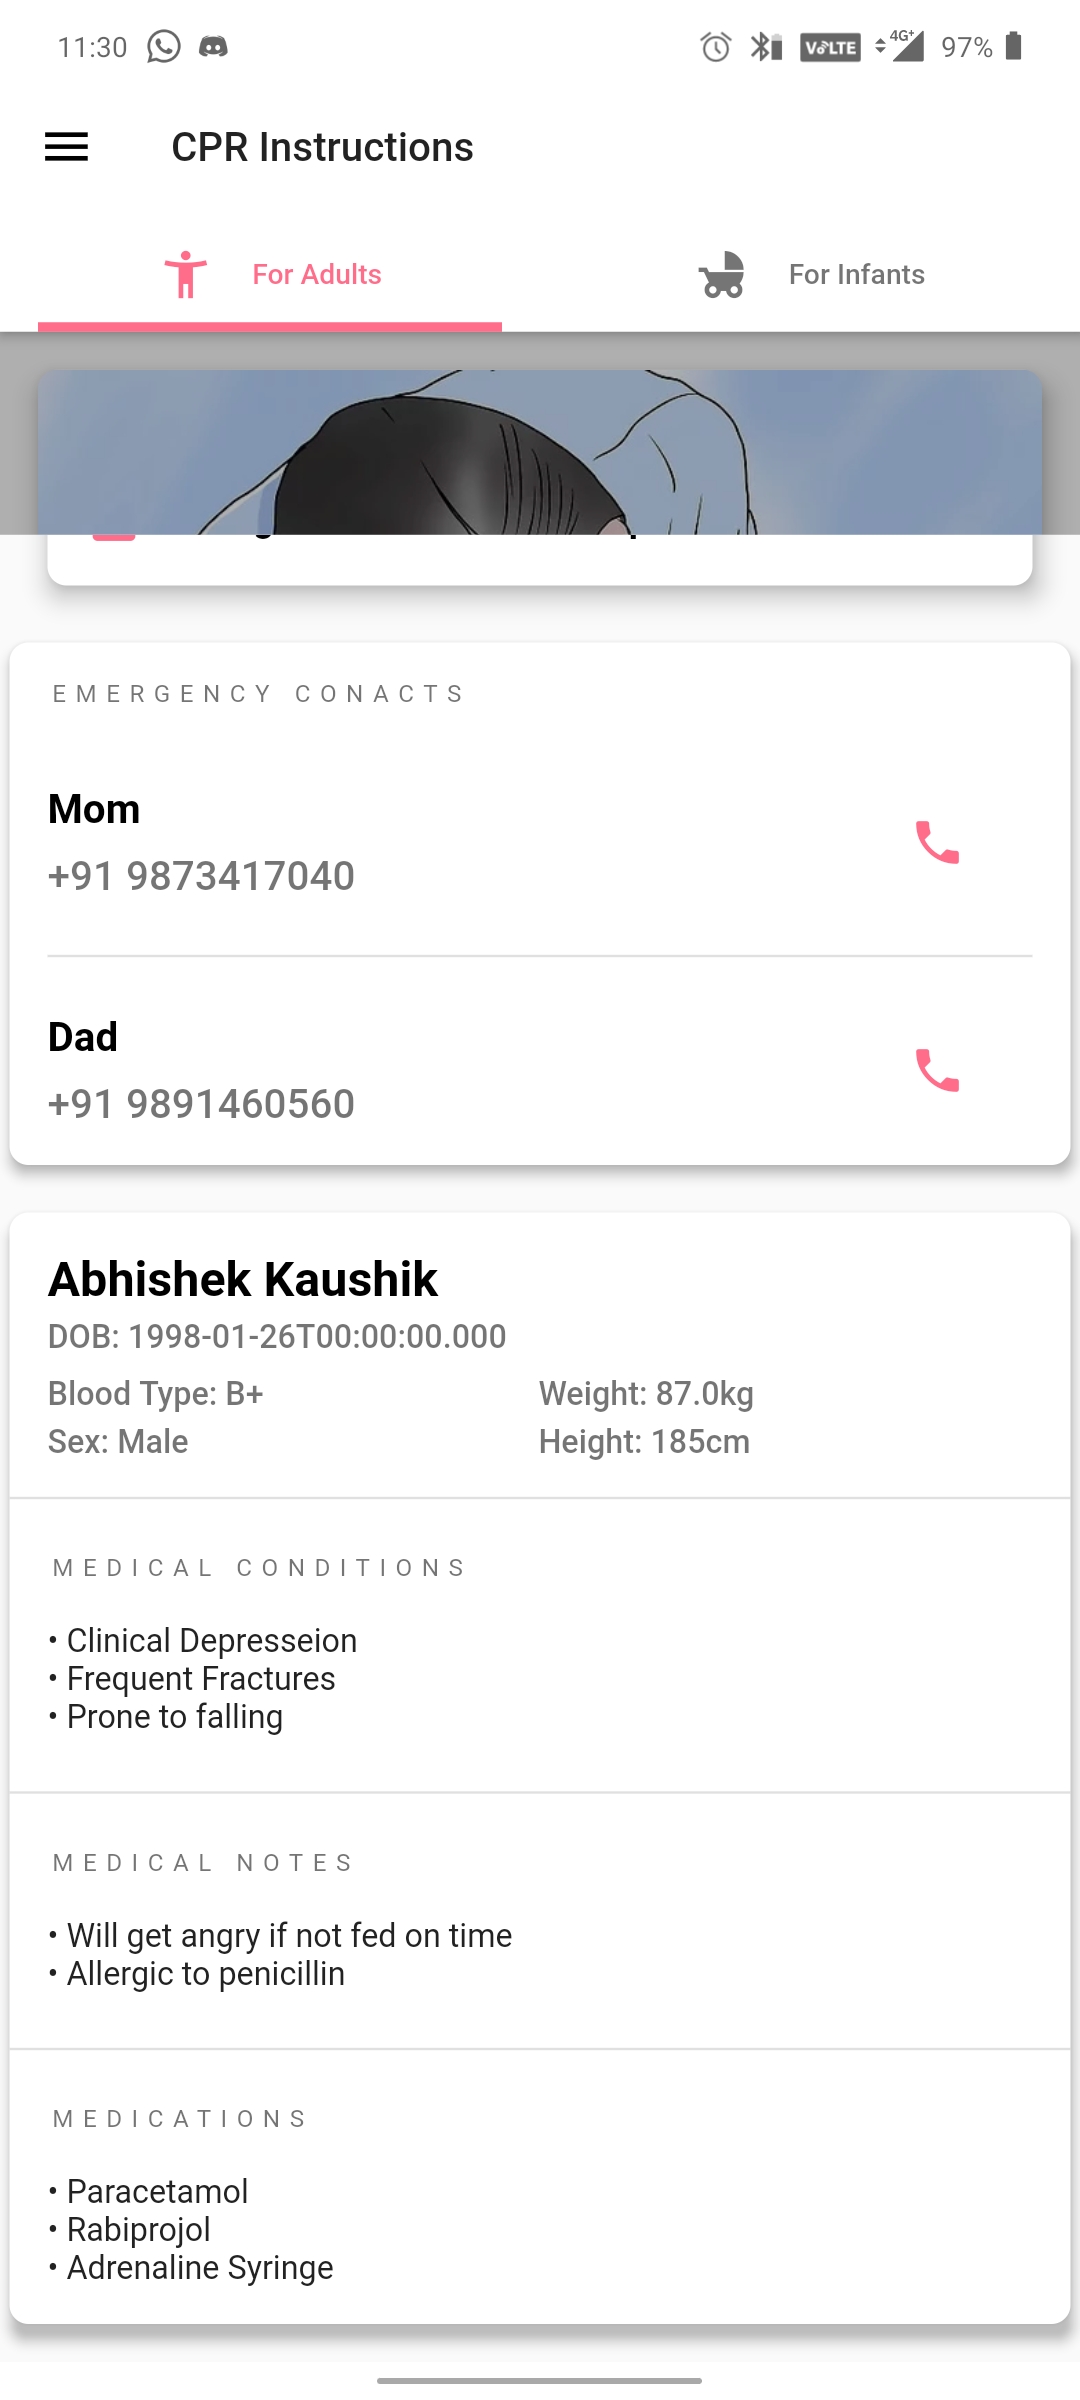 11:30
VoLTE 4G+ 97%
CPR Instructions
For Adults For Infants
EMERGENCY CONACTS
Mom
+91 9873417040
Dad
+91 9891460560
Abhishek Kaushik
DOB: 1998-01-26T00:00:00.000
Blood Type: B+ Weight: 87.0kg
Sex: Male Height: 185cm
MEDICAL CONDITIONS
• Clinical Depresseion
• Frequent Fractures
• Prone to falling
MEDICAL NOTES
• Will get angry if not fed on time
• Allergic to penicillin
MEDICATIONS
• Paracetamol
• Rabiprojol
• Adrenaline Syringe